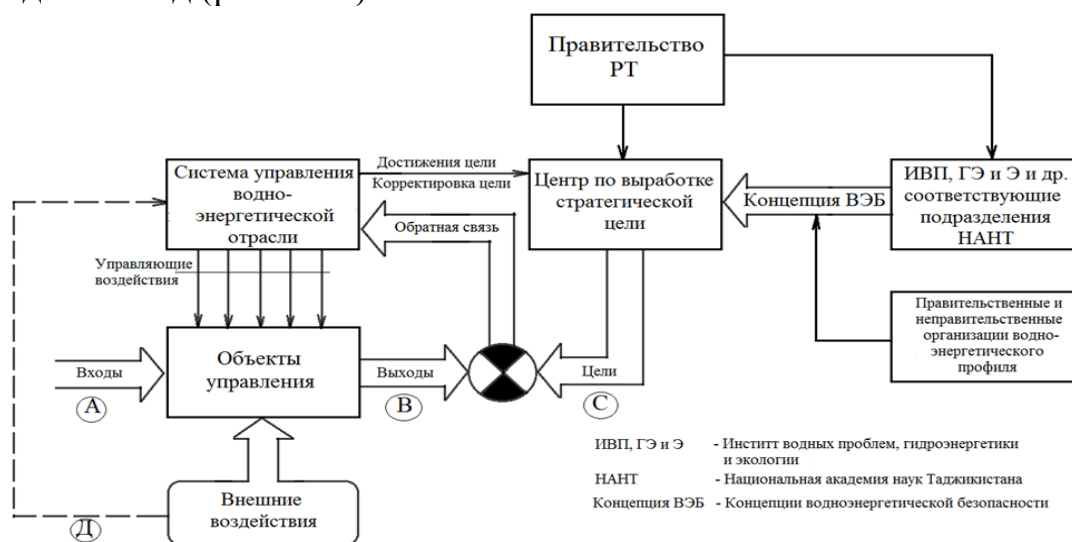 Правительство
РТ
Система управления
водно-
энергетической
отрасли
Достижения цели
Корректировка цели
Центр по выработке
стратегической
цели
Концепция ВЭБ
ИВП, ГЭ и Э и др.
соответствующие
подразделения
НАНТ
Обратная связь
Управляющие
воздействия
Правительственные и
неправительственные
организации водно-
энергетического
профиля
Объекты
управления
Входы
А
Выходы
В
Цели
С
Внешние
воздействия
Д
ИВП, ГЭ и Э - Инститт водных проблем, гидроэнергетики
и экологии
НАНТ - Национальная академия наук Таджикистана
Концепция ВЭБ - Концепции водноэнергетической безопасности